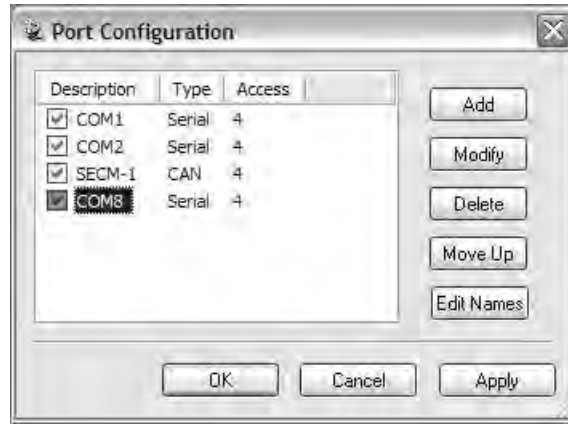 Port Configuration
Description Type Access
COM1 Serial 4
COM2 Serial 4
SECM-1 CAN 4
COM8 Serial 4
Add
Modify
Delete
Move Up
Edit Names
OK Cancel Apply